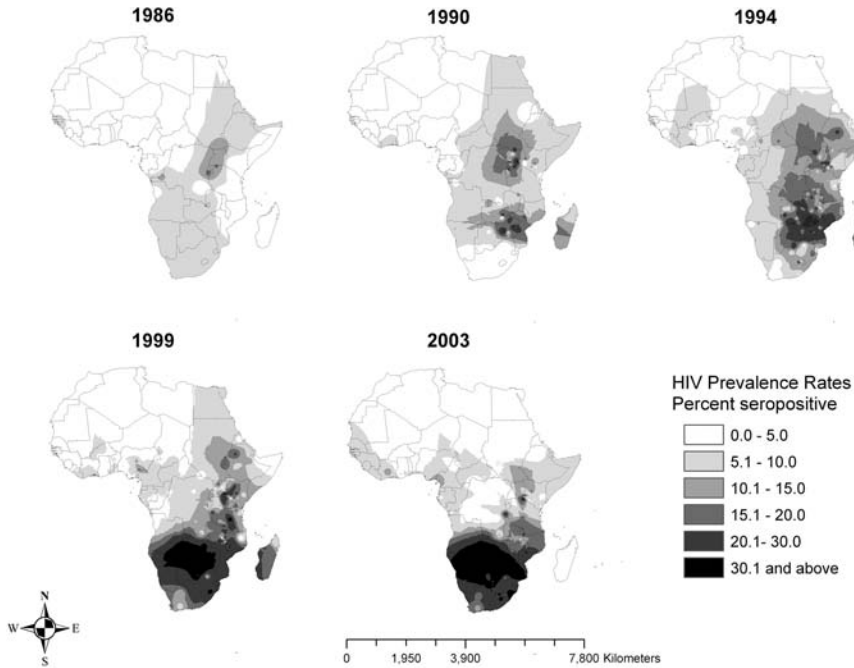 1986
1990
1994
1999
2003
HIV Prevalence Rates
Percent seropositive
0.0 - 5.0
5.1 - 10.0
10.1 - 15.0
15.1 - 20.0
20.1- 30.0
30.1 and above
N
W E
S
0 1,950 3,900 7,800 Kilometers